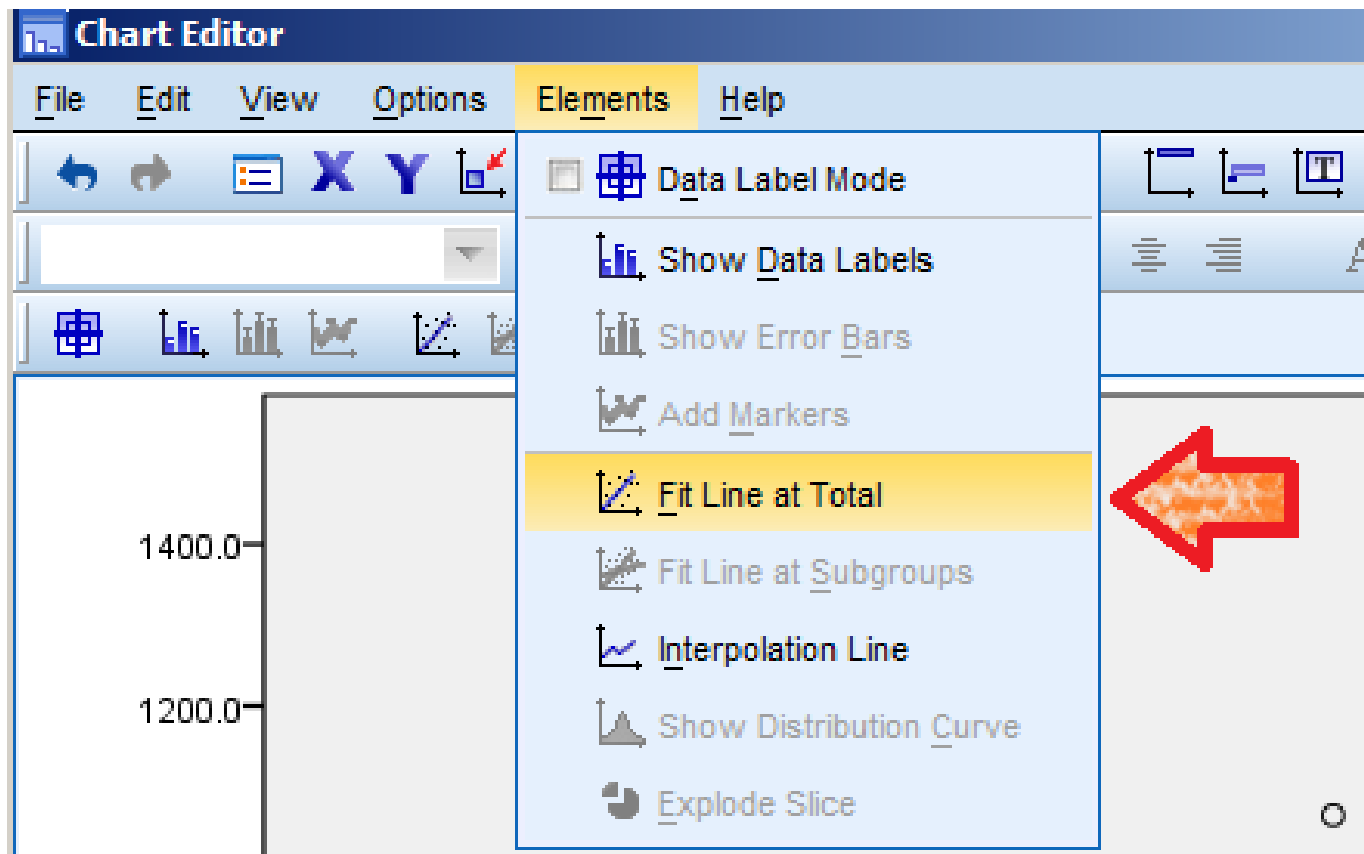 Chart Editor
File Edit View Options Elements Help
Data Label Mode
T
Show Data Labels
Show Error Bars
Add Markers
Fit Line at Total
Fit Line at Subgroups
Interpolation Line
Show Distribution Curve
Explode Slice
1400.0
1200.0